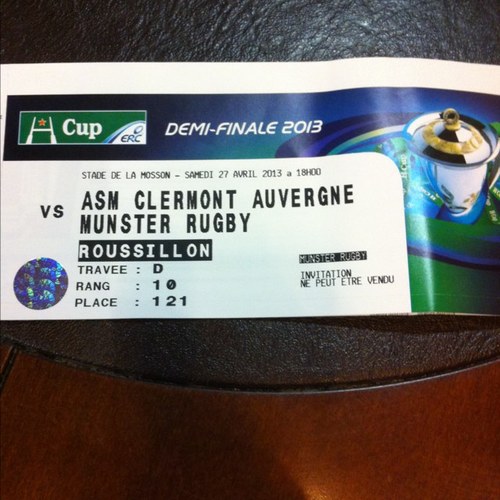 H Cup
ERC
DEMI-FINALE 2013
STADE DE LA MOSSON - SAMEDI 27 AVRIL 2013 a 18H00
ASM CLERMONT AUVERGNE
VS
MUNSTER RUGBY
ROUSSILLON
TRAVEE : D
RANG : 10
PLACE : 121
MUNSTER RUGBY
INVITATION
NE PEUT ETRE VENDU